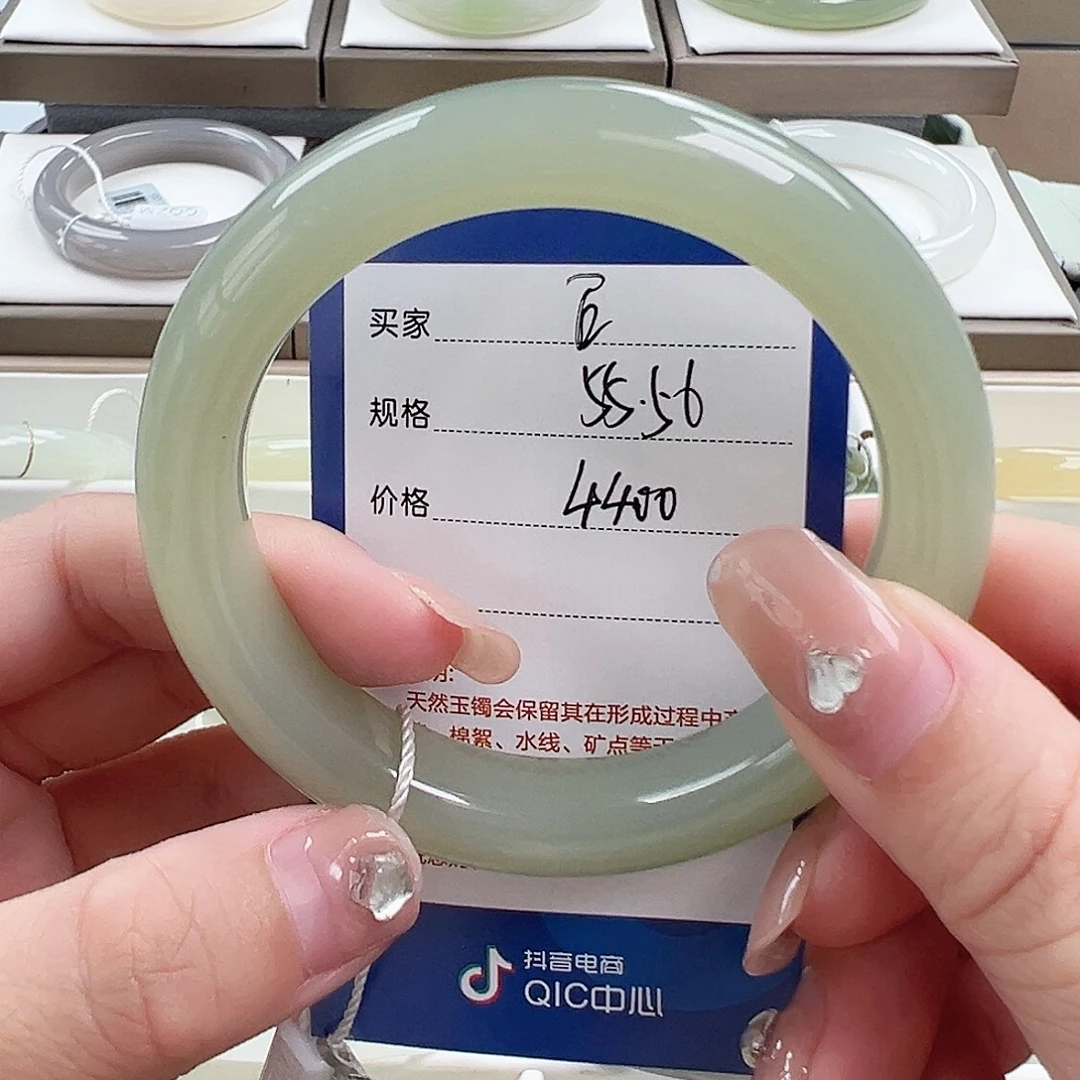 买家
规格 55.56
价格 4400
天然玉镯会保留其在形成过程中
棉絮、水线、矿点等
抖音电商
QIC中心